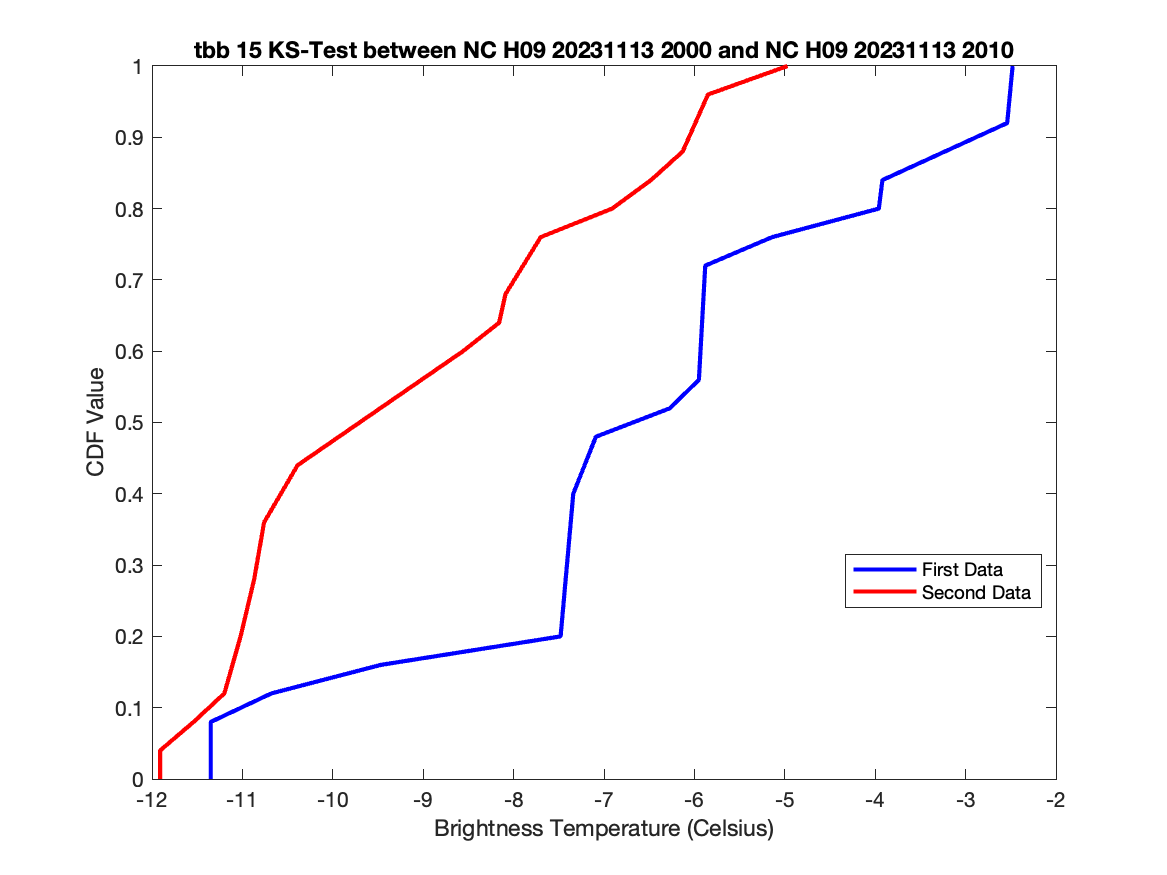 tbb 15 KS-Test between NC H09 20231113 2000 and NC H09 20231113 2010
1
0.9
0.8
0.7
0.6
0.5
0.4
0.3
0.2
0.1
0
CDF Value
First Data
Second Data
-12 -11 -10 -9 -8 -7 -6 -5 -4 -3 -2
Brightness Temperature (Celsius)